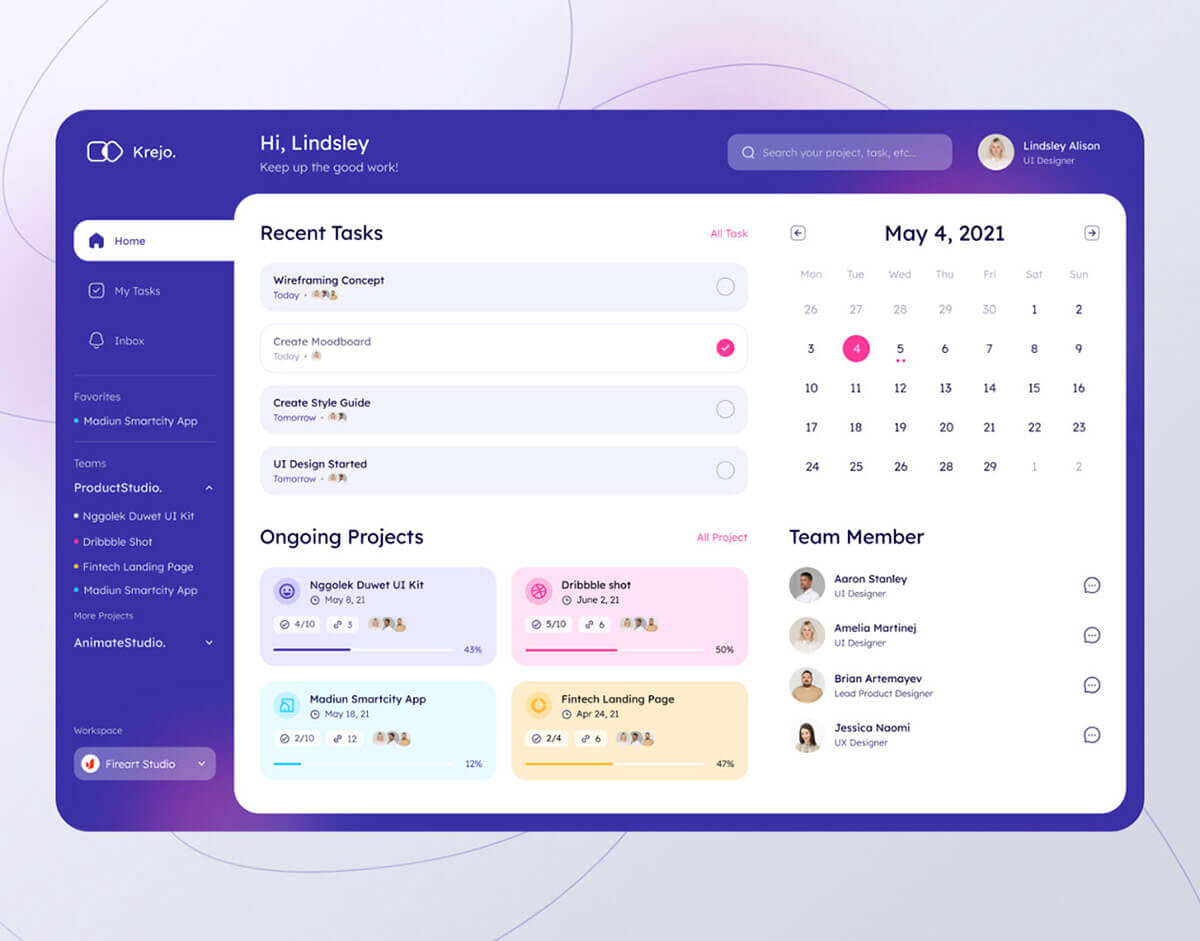 Krejo.
Hi, Lindsley
Keep up the good work!
Search your project, task, etc...
Lindsley Alison
UI Designer
Home
My Tasks
Inbox
Favorites
Madiun Smartcity App
Teams
ProductStudio.
Nggolek Duwet UI Kit
Dribbble Shot
Fintech Landing Page
Madiun Smartcity App
More Projects
AnimateStudio.
Workspace
Fireart Studio
Recent Tasks
All Task
Wireframing Concept
Today
Create Moodboard
Today
Create Style Guide
Tomorrow
UI Design Started
Tomorrow
May 4, 2021
Mon Tue Wed Thu Fri Sat Sun
26 27 28 29 30 1 2
3 4 5 6 7 8 9
10 11 12 13 14 15 16
17 18 19 20 21 22 23
24 25 26 28 29 1 2
Ongoing Projects
All Project
Nggolek Duwet UI Kit
May 8, 21
4/10 3
43%
Dribbble shot
June 2, 21
5/10 6
50%
Madiun Smartcity App
May 18, 21
2/10 12
12%
Fintech Landing Page
Apr 24, 21
2/4 6
47%
Team Member
Aaron Stanley
UI Designer
Amelia Martinej
UI Designer
Brian Artemayev
Lead Product Designer
Jessica Naomi
UX Designer